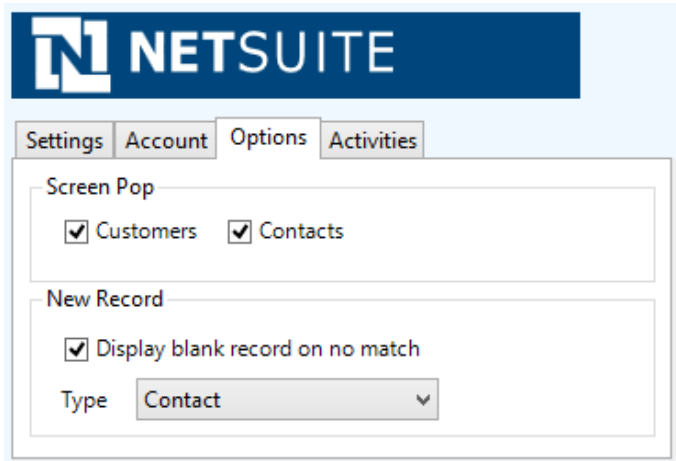 NETSUITE
Settings Account Options Activities
Screen Pop
Customers Contacts
New Record
Display blank record on no match
Type Contact